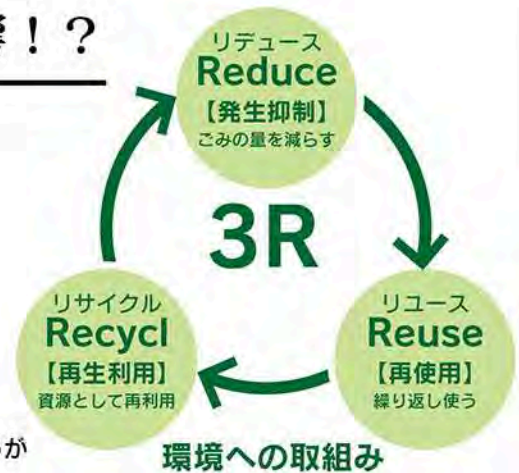 ！？
リデュース
Reduce
【発生抑制】
ごみの量を減らす
3R
リサイクル
Recycl
【再生利用】
資源として再利用
リユース
Reuse
【再使用】
繰り返し使う
が
環境への取組み